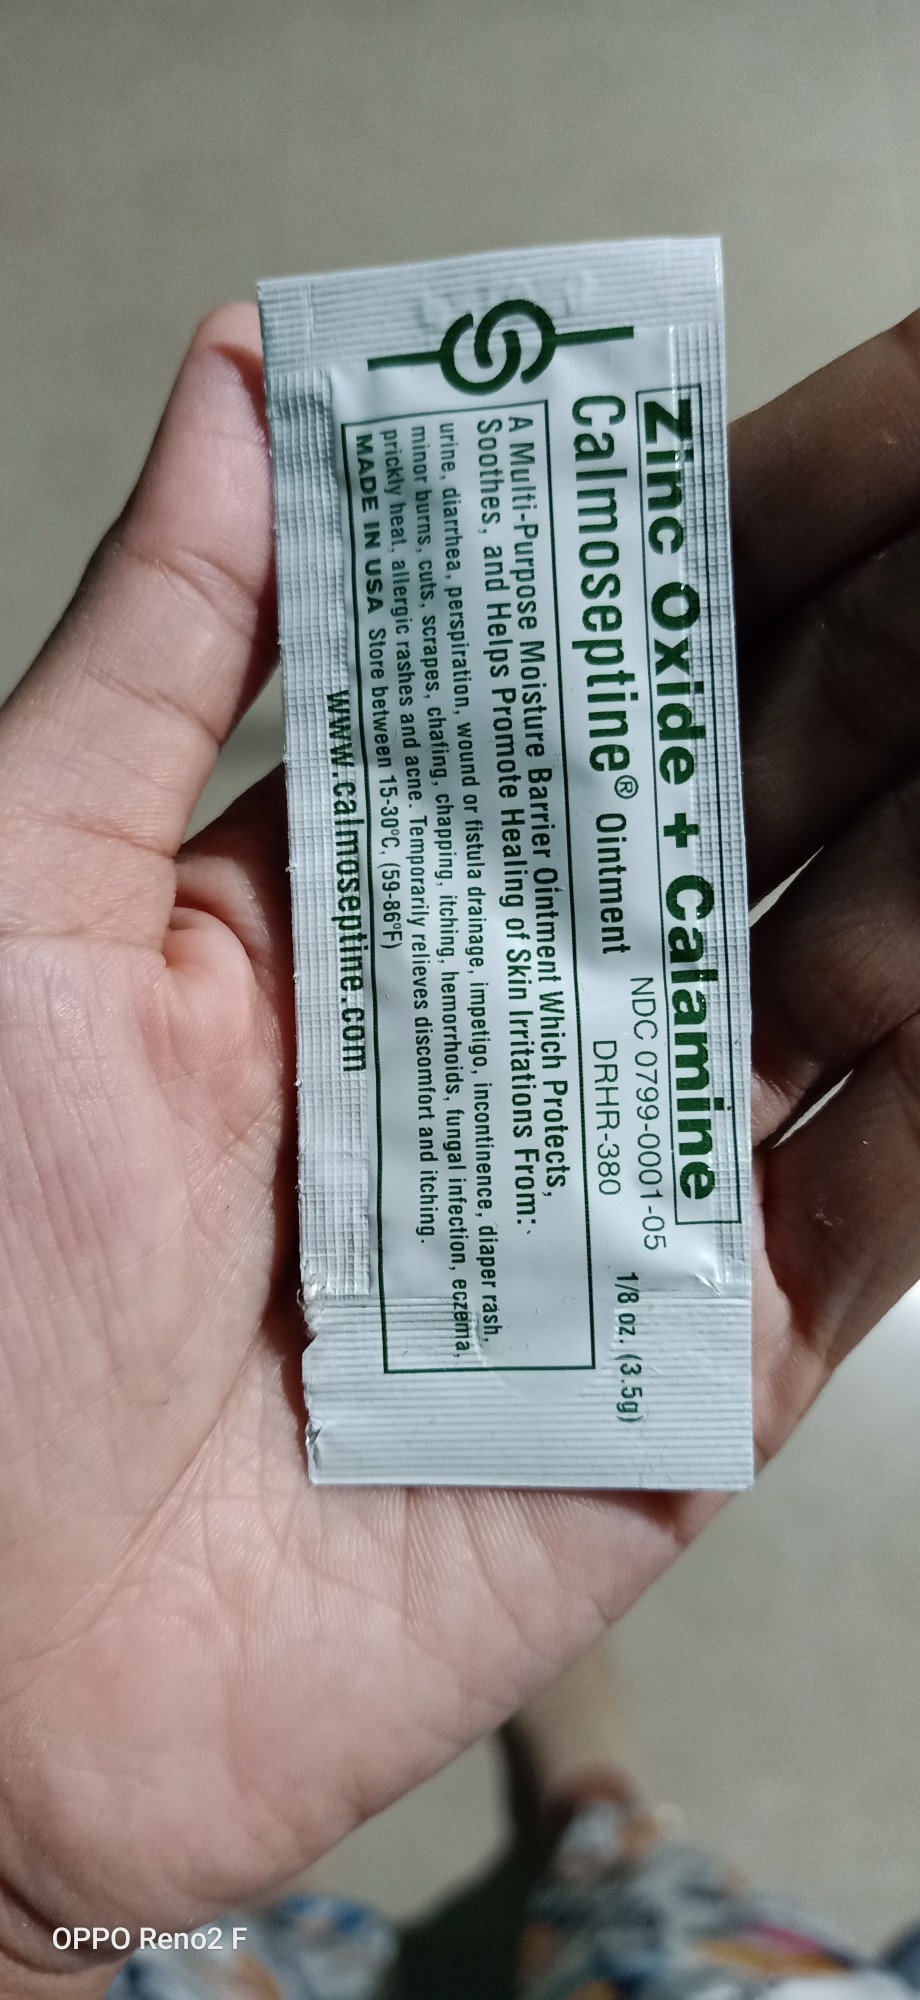 Zinc Oxide + Calamine
NDC 0799-0001-05
Calmoseptine® Ointment
DRHR-380
1/8 oz. (3.5g)
A Multi-Purpose Moisture Barrier Ointment Which Protects,
Soothes, and Helps Promote Healing of Skin Irritations From:
urine, diarrhea, perspiration, wound or fistula drainage, impetigo, incontinence, diaper rash,
minor burns, cuts, scrapes, chafing, chapping, itching, hemorrhoids, fungal infection, eczema,
prickly heat, allergic rashes and acne. Temporarily relieves discomfort and itching.
MADE IN USA Store between 15-30ºC, (59-86ºF)
www.calmoseptine.com
OPPO Reno2 F